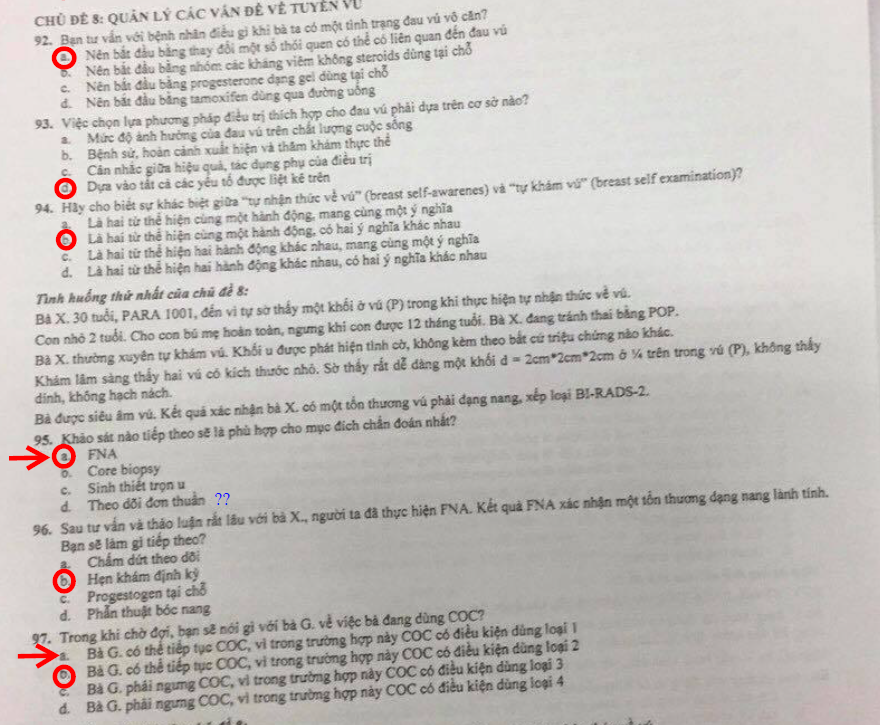 CHỦ ĐỀ 8: QUẢN LÝ CÁC VẤN ĐỀ VỀ TUYẾN VÚ
92. Bạn tư vấn với bệnh nhân điều gì khi bà ta có một tình trạng đau vú vô căn?
a. Nên bắt đầu bằng thay đổi một số thói quen có thể có liên quan đến đau vú
b. Nên bắt đầu bằng nhóm các kháng viêm không steroids dùng tại chỗ
c. Nên bắt đầu bằng progesterone dạng gel dùng tại chỗ
d. Nên bắt đầu bằng tamoxifen dùng qua đường uống
93. Việc chọn lựa phương pháp điều trị thích hợp cho đau vú phải dựa trên cơ sở nào?
a. Mức độ ảnh hưởng của đau vú trên chất lượng cuộc sống
b. Bệnh sử, hoàn cảnh xuất hiện và thăm khám thực thể
c. Cân nhắc giữa hiệu quả, tác dụng phụ của điều trị
d. Dựa vào tất cả các yếu tố được liệt kê trên
94. Hãy cho biết sự khác biệt giữa "tự nhận thức về vú" (breast self-awarenes) và "tự khám vú" (breast self examination)?
a. Là hai từ thể hiện cùng một hành động, mang cùng một ý nghĩa
b. Là hai từ thể hiện cùng một hành động, có hai ý nghĩa khác nhau
c. Là hai từ thể hiện hai hành động khác nhau, mang cùng một ý nghĩa
d. Là hai từ thể hiện hai hành động khác nhau, có hai ý nghĩa khác nhau
Tình huống thứ nhất của chủ đề 8:
Bà X. 30 tuổi, PARA 1001, đến vì tự sờ thấy một khối ở vú (P) trong khi thực hiện tự nhận thức về vú.
Con nhỏ 2 tuổi. Cho con bú mẹ hoàn toàn, ngưng khi con được 12 tháng tuổi. Bà X. đang tránh thai bằng POP.
Bà X. thường xuyên tự khám vú. Khối u được phát hiện tình cờ, không kèm theo bất cứ triệu chứng nào khác.
Khám lâm sàng thấy hai vú có kích thước nhỏ. Sờ thấy rất dễ dàng một khối d = 2cm*2cm*2cm ở ¼ trên trong vú (P), không thấy
dính, không hạch nách.
Bà được siêu âm vú. Kết quả xác nhận bà X. có một tổn thương vú phải dạng nang, xếp loại BI-RADS-2.
95. Khảo sát nào tiếp theo sẽ là phù hợp cho mục đích chẩn đoán nhất?
a. FNA
b. Core biopsy
c. Sinh thiết trọn u
d. Theo dõi đơn thuần ??
96. Sau tư vấn và thảo luận rất lâu với bà X., người ta đã thực hiện FNA. Kết quả FNA xác nhận một tổn thương dạng nang lành tính.
Bạn sẽ làm gì tiếp theo?
a. Chấm dứt theo dõi
b. Hẹn khám định kỳ
c. Progestogen tại chỗ
d. Phẫn thuật bóc nang
97. Trong khi chờ đợi, bạn sẽ nói gì với bà G. về việc bà đang dùng COC?
a. Bà G. có thể tiếp tục COC, vì trong trường hợp này COC có điều kiện dùng loại 1
b. Bà G. có thể tiếp tục COC, vì trong trường hợp này COC có điều kiện dùng loại 2
c. Bà G. phải ngưng COC, vì trong trường hợp này COC có điều kiện dùng loại 3
d. Bà G. phải ngưng COC, vì trong trường hợp này COC có điều kiện dùng loại 4